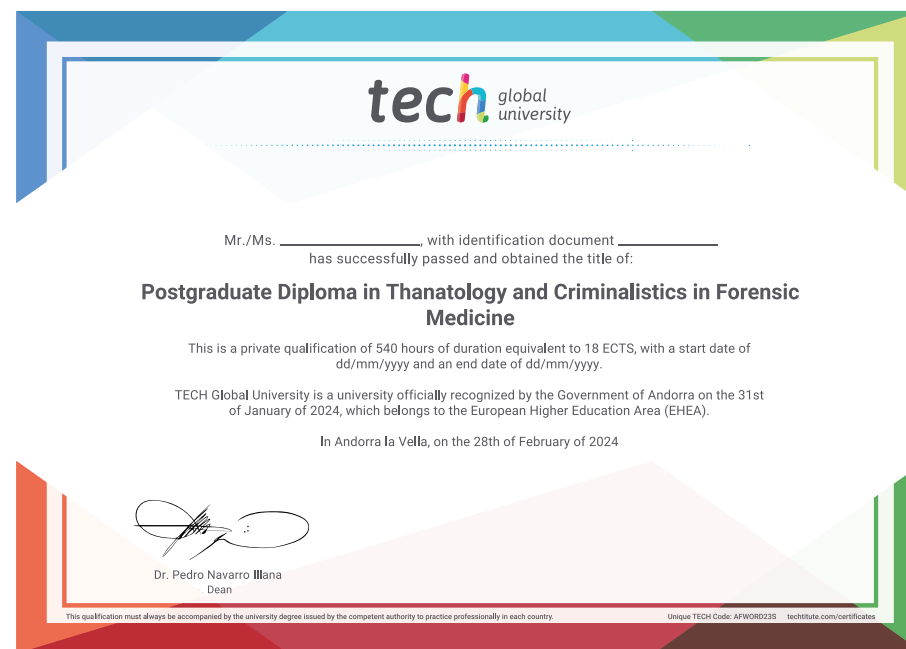 tech global university
Mr./Ms. ____________________, with identification document ______________
has successfully passed and obtained the title of:
Postgraduate Diploma in Thanatology and Criminalistics in Forensic
Medicine
This is a private qualification of 540 hours of duration equivalent to 18 ECTS, with a start date of
dd/mm/yyyy and an end date of dd/mm/yyyy.
TECH Global University is a university officially recognized by the Government of Andorra on the 31st
of January of 2024, which belongs to the European Higher Education Area (EHEA).
In Andorra la Vella, on the 28th of February of 2024
Dr. Pedro Navarro Illana
Dean
This qualification must always be accompanied by the university degree issued by the competent authority to practice professionally in each country.
Unique TECH Code: AFWORD23S techtitute.com/certificates